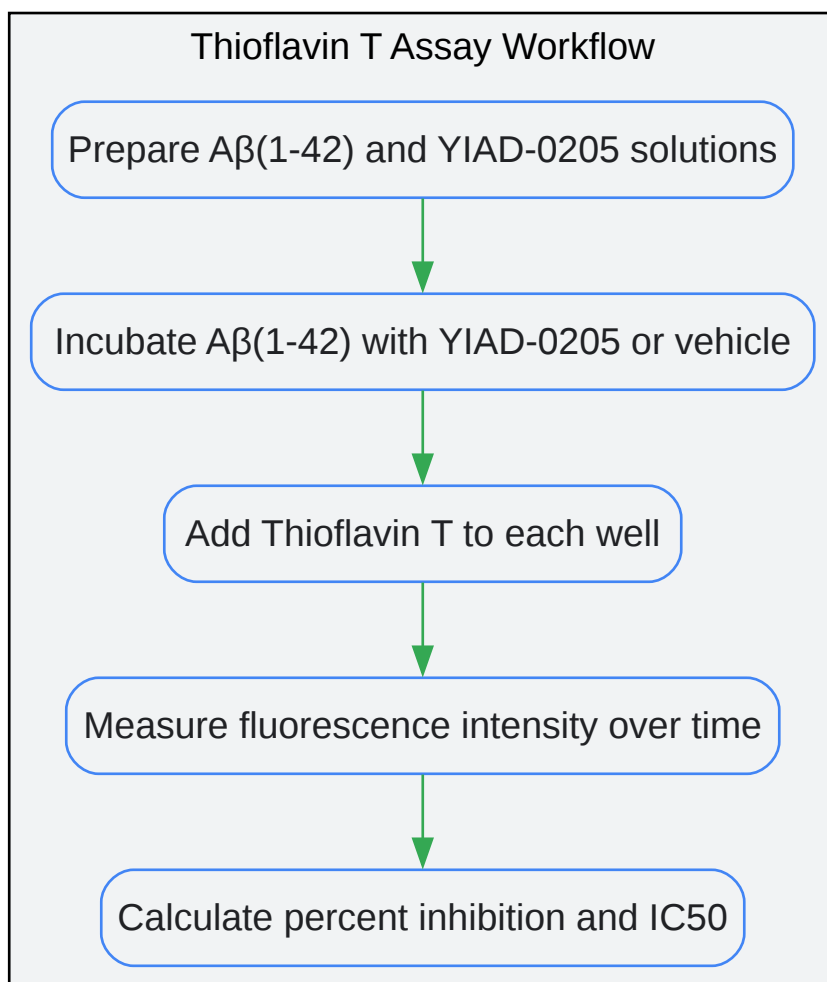 Thioflavin T Assay Workflow
Prepare Aβ(1-42) and YIAD-0205 solutions
Incubate Aβ(1-42) with YIAD-0205 or vehicle
Add Thioflavin T to each well
Measure fluorescence intensity over time
Calculate percent inhibition and IC50